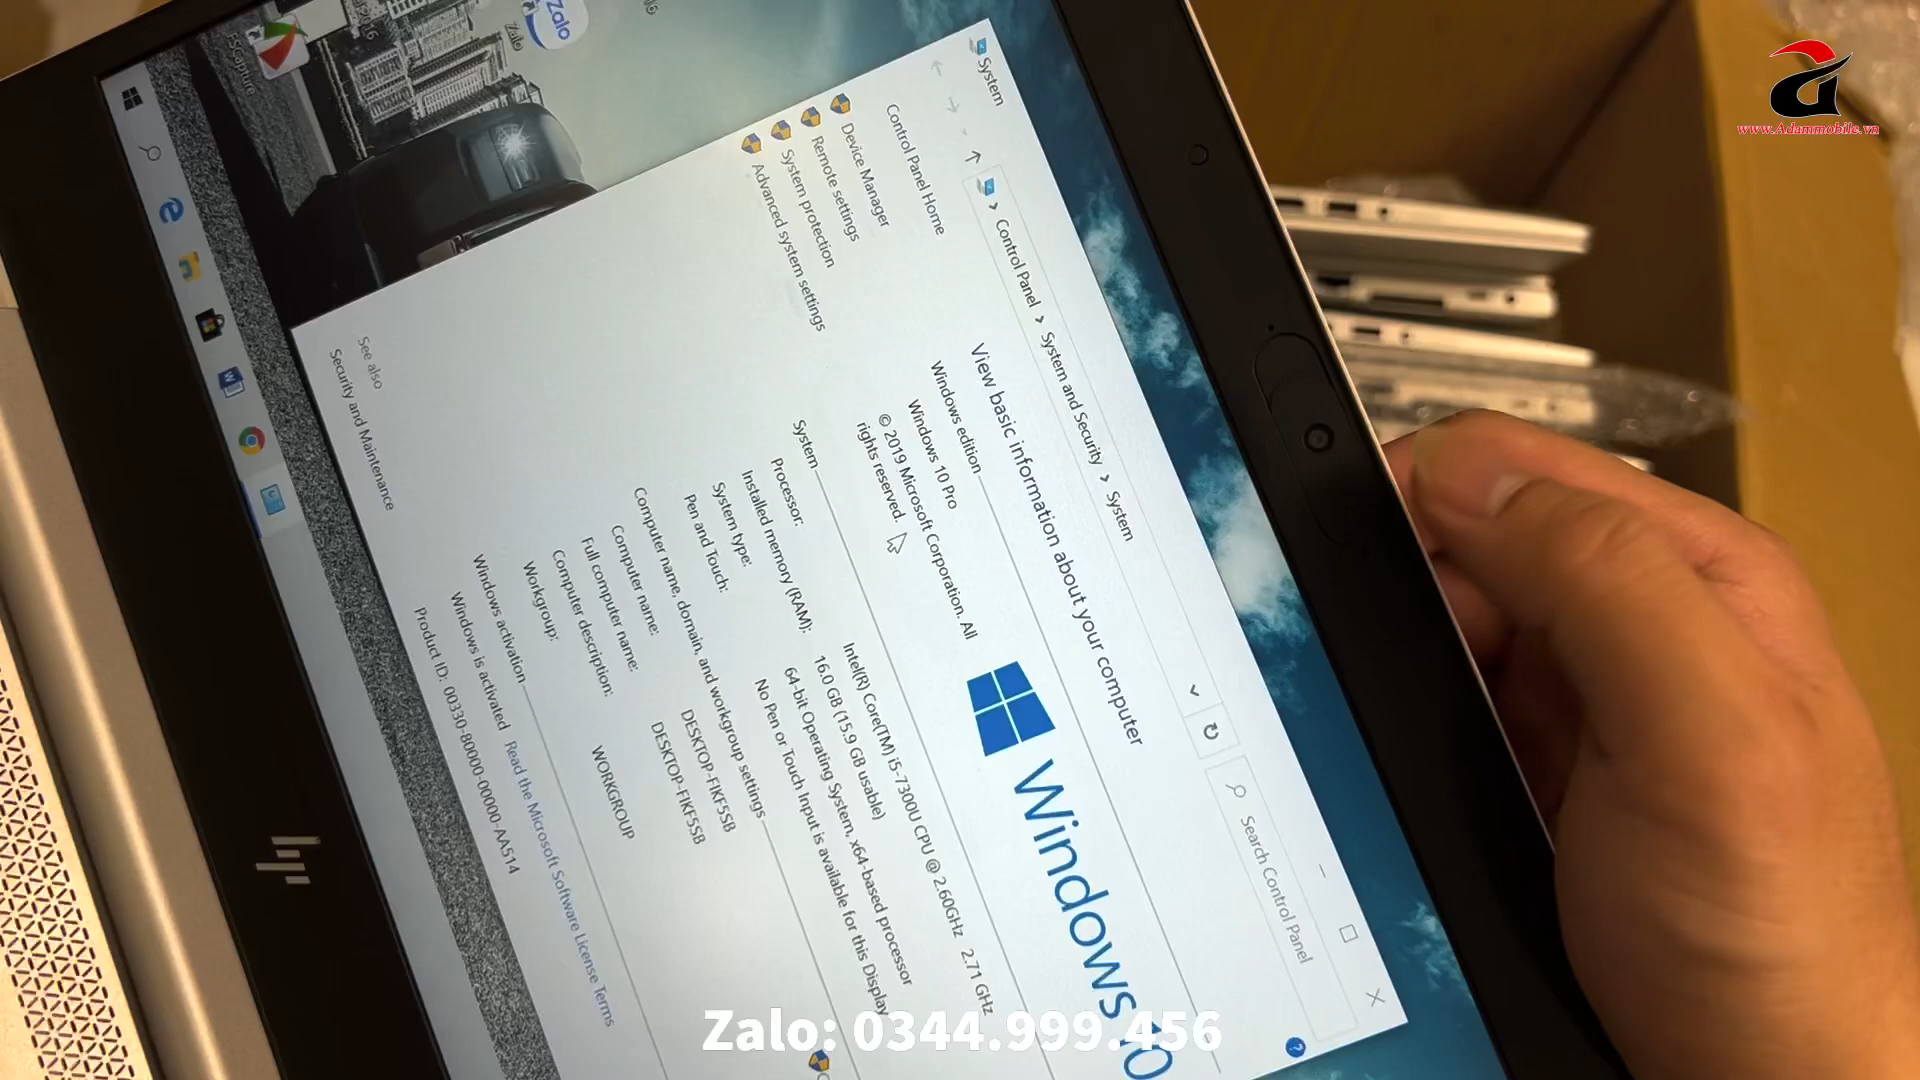 www.Adammobile.vn
Zalo
FSCapture
System
Control Panel › System and Security › System
Search Control Panel
Control Panel Home
Device Manager
Remote settings
System protection
Advanced system settings
See also
Security and Maintenance
View basic information about your computer
Windows edition
Windows 10 Pro
© 2019 Microsoft Corporation. All
rights reserved.
Windows 10
System
Processor: Intel(R) Core(TM) i5-7300U CPU @ 2.60GHz 2.71 GHz
Installed memory (RAM): 16.0 GB (15.9 GB usable)
System type: 64-bit Operating System, x64-based processor
Pen and Touch: No Pen or Touch Input is available for this Display
Computer name, domain, and workgroup settings
Computer name: DESKTOP-FIKF5SB
Full computer name: DESKTOP-FIKF5SB
Computer description:
Workgroup: WORKGROUP
Windows activation
Windows is activated Read the Microsoft Software License Terms
Product ID: 00330-80000-00000-AA514
hp
Zalo: 0344.999.456